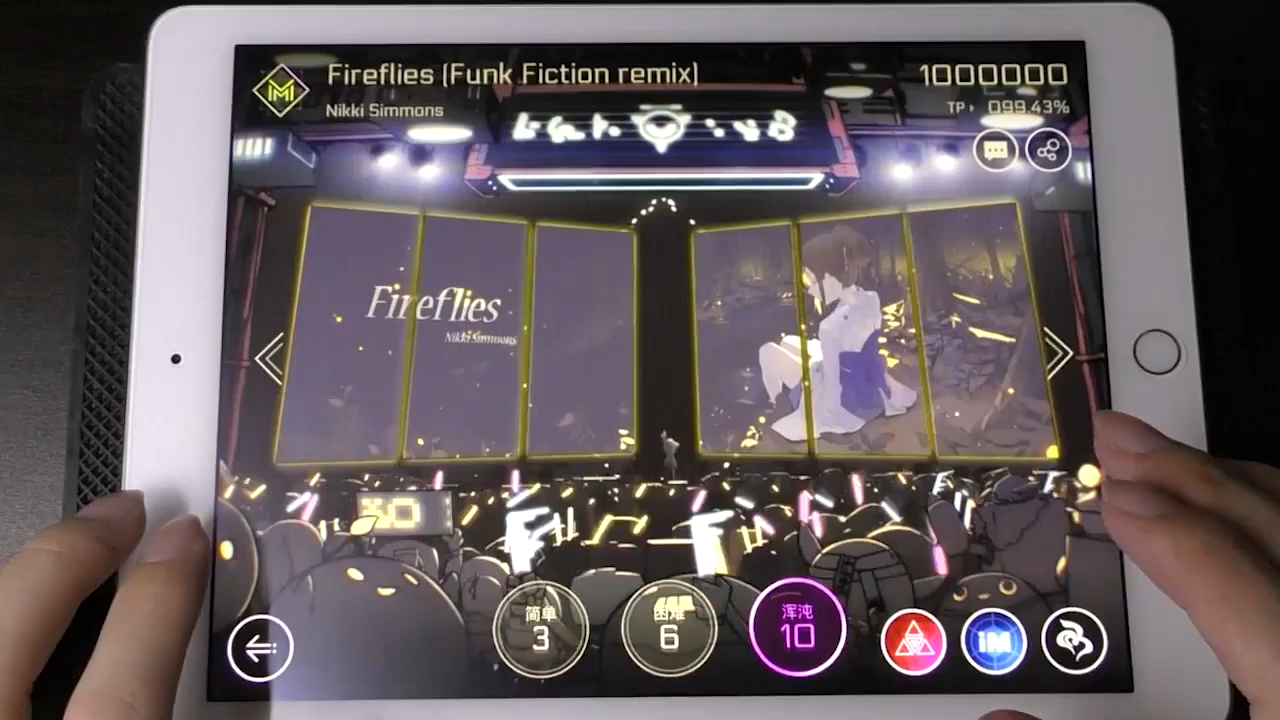 Fireflies (Funk Fiction remix)
Nikki Simmons
1000000
TP 099.43%
Fireflies
Nikki Simmons
简单
3
困难
6
浑沌
10
iM